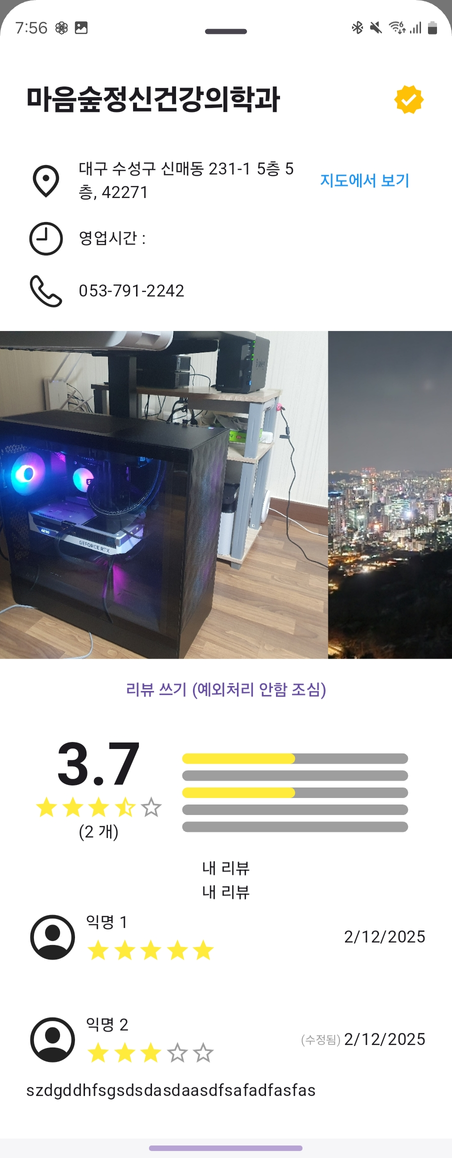 7:56
마음숲정신건강의학과
대구 수성구 신매동 231-1 5층 5
층, 42271
지도에서 보기
영업시간 :
053-791-2242
GEFORCE RTX
리뷰 쓰기 (예외처리 안함 조심)
3.7
(2 개)
내 리뷰
내 리뷰
익명 1
2/12/2025
익명 2
(수정됨) 2/12/2025
szdgddhfsgsdsdasdaasdfsafadfasfas